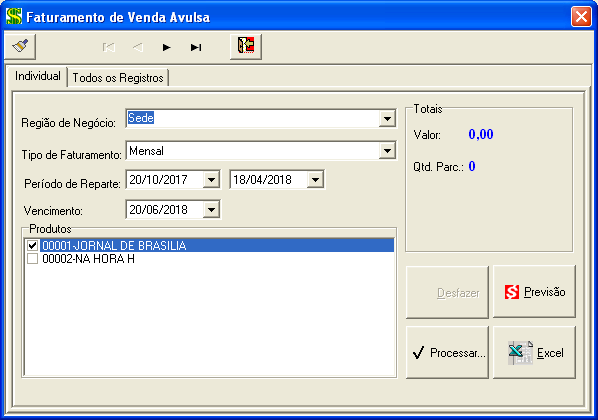 Faturamento de Venda Avulsa
Individual
Todos os Registros
Região de Negócio:
Sede
Tipo de Faturamento:
Mensal
Período de Reparte:
20/10/2017
18/04/2018
Vencimento:
20/06/2018
Produtos
00001-JORNAL DE BRASILIA
00002-NA HORA H
Totais
Valor: 0,00
Qtd. Parc.: 0
Desfazer
Previsão
Processar...
Excel